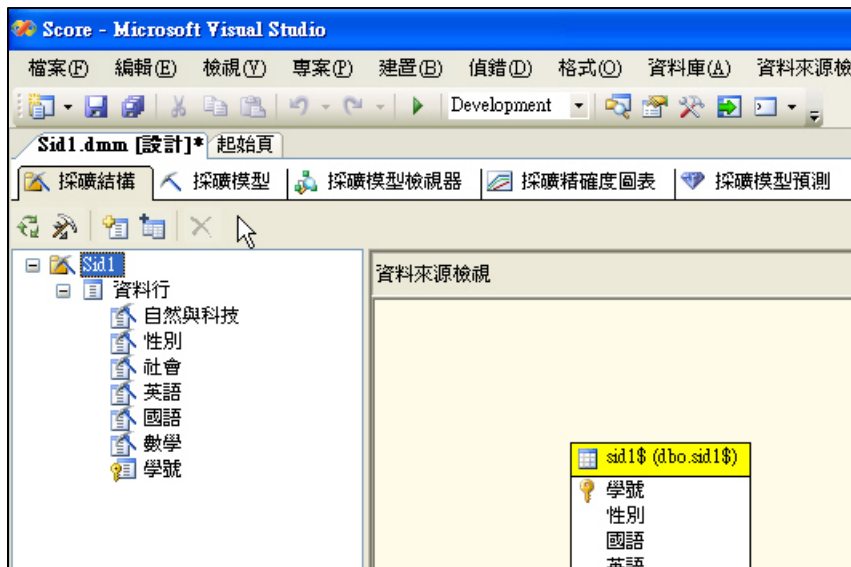 Score - Microsoft Visual Studio
檔案(F) 編輯(E) 檢視(V) 專案(P) 建置(B) 偵錯(D) 格式(O) 資料庫(A) 資料來源檢
Development
Sid1.dmm [設計]* 起始頁
採礦結構 採礦模型 採礦模型檢視器 採礦精確度圖表 採礦模型預測
Sid1
資料行
自然與科技
性別
社會
英語
國語
數學
學號
資料來源檢視
sid1$ (dbo.sid1$)
學號
性別
國語
英語